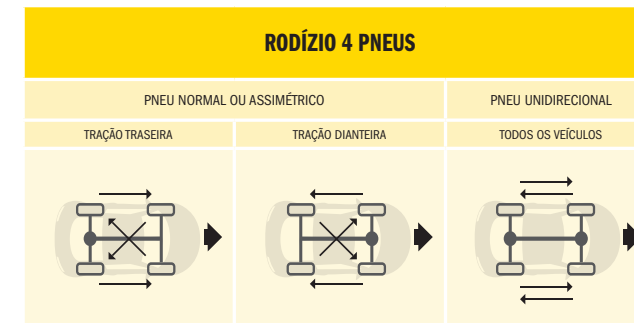 RODÍZIO 4 PNEUS
PNEU NORMAL OU ASSIMÉTRICO
PNEU UNIDIRECIONAL
TRAÇÃO TRASEIRA
TRAÇÃO DIANTEIRA
TODOS OS VEÍCULOS